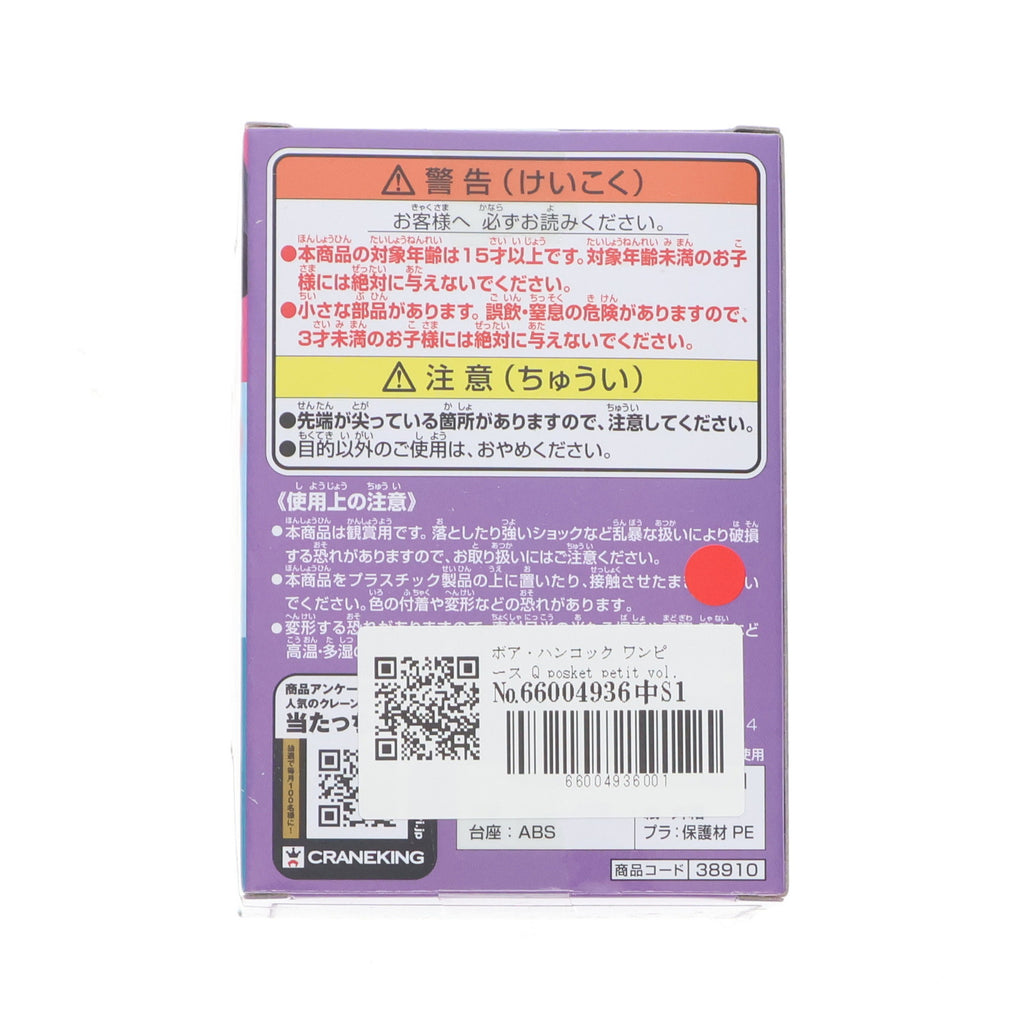 警告(けいこく)
お客様へ 必ずお読みください。
●本商品の対象年齢は15才以上です。対象年齢未満のお子
様には絶対に与えないでください。
●小さな部品があります。誤飲・窒息の危険がありますので、
3才未満のお子様には絶対に与えないでください。
注意(ちゅうい)
●先端が尖っている箇所がありますので、注意してください。
●目的以外のご使用は、おやめください。
《使用上の注意》
●本商品は観賞用です。落としたり強いショックなど乱暴な扱いにより破損
する恐れがありますので、お取り扱いにはご注意ください。
●本商品をプラスチック製品の上に置いたり、接触させたま い
でください。色の付着や変形などの恐れがあります。
●変形する恐れがありますので、 など
高温・多湿の
ボア・ハンコック ワンピ
ース Q posket petit vol.
No.66004936中S1
66004936001
商品アンケー
人気のクレーン
当たっち
抽選で毎月100名様に!
ri.jp
CRANEKING
4
使用
台座:ABS
プラ:保護材 PE
商品コード 38910